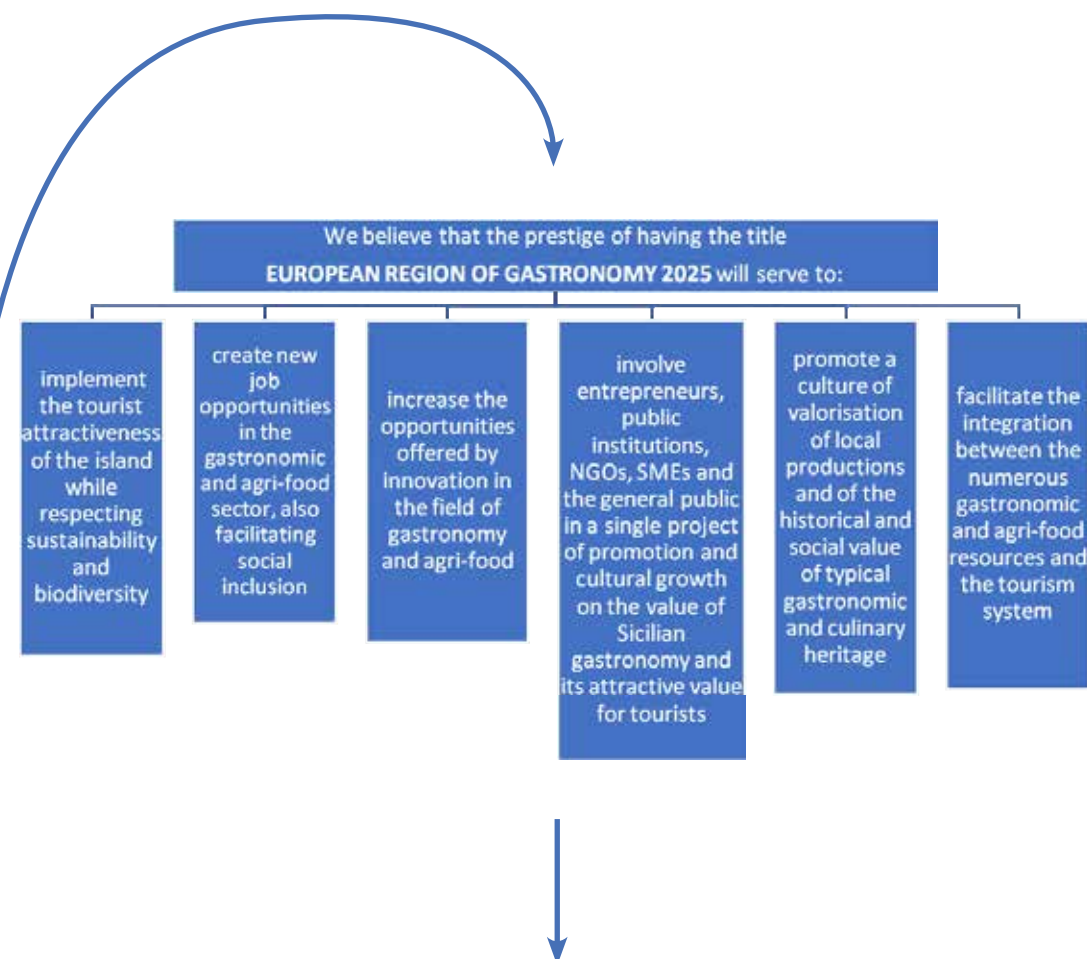 We believe that the prestige of having the title
EUROPEAN REGION OF GASTRONOMY 2025 will serve to:
implement
the tourist
attractiveness
of the island
while
respecting
sustainability
and
biodiversity
create new
job
opportunities
in the
gastronomic
and agri-food
sector, also
facilitating
social
inclusion
increase the
opportunities
offered by
innovation in
the field of
gastronomy
and agri-food
involve
entrepreneurs,
public
institutions,
NGOs, SMEs and
the general public
in a single project
of promotion and
cultural growth
on the value of
Sicilian
gastronomy and
its attractive value
for tourists
promote a
culture of
valorisation
of local
productions
and of the
historical and
social value
of typical
gastronomic
and culinary
heritage
facilitate the
integration
between the
numerous
gastronomic
and agri-food
resources and
the tourism
system